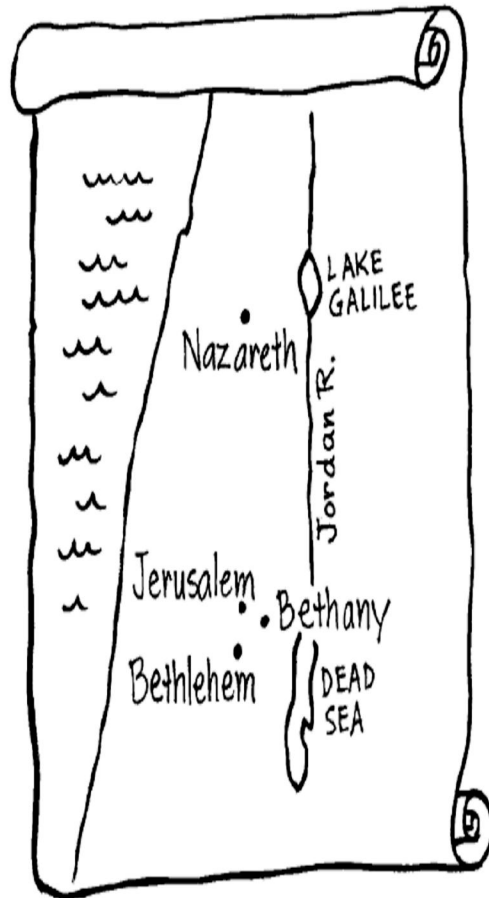 LAKE
GALILEE
Nazareth
Jordan R.
Jerusalem
Bethany
Bethlehem
DEAD
SEA